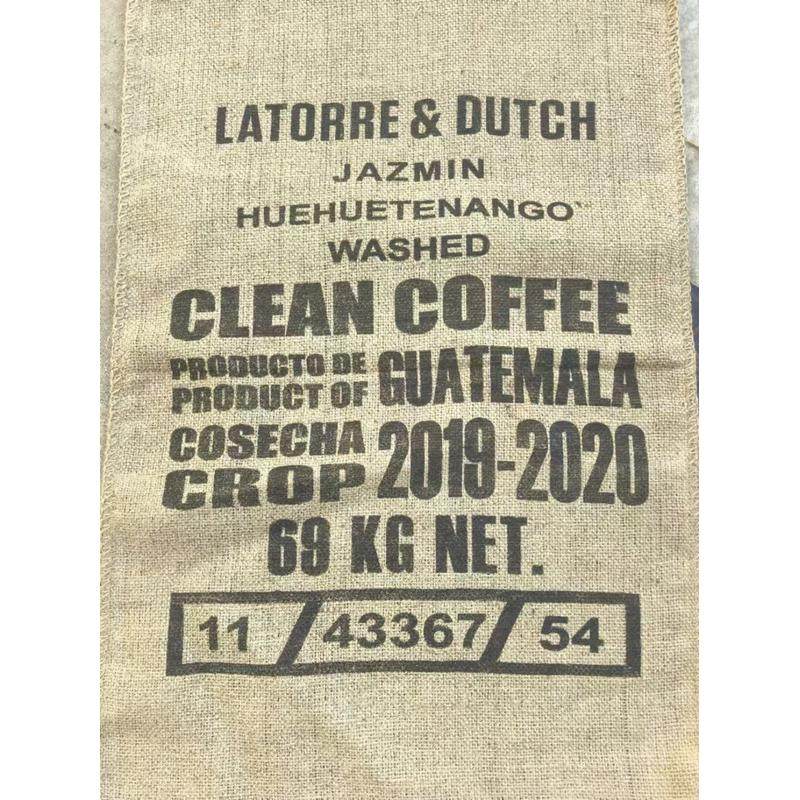 LATORRE & DUTCH
JAZMIN
HUEHUETENANGO
WASHED
CLEAN COFFEE
PRODUCTO DE
PRODUCT OF GUATEMALA
COSECHA
CROP 2019-2020
69 KG NET.
11 / 43367 / 54